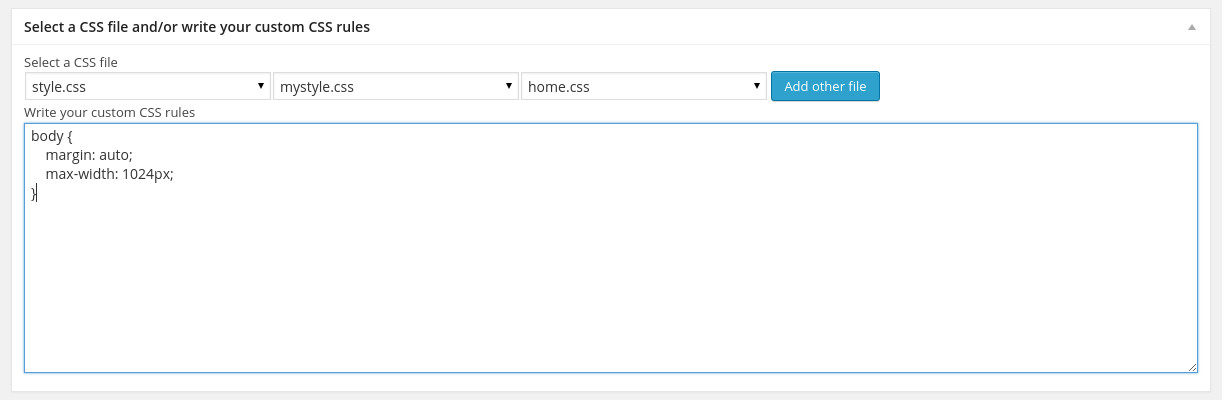 Select a CSS file and/or write your custom CSS rules
Select a CSS file
style.css mystyle.css home.css Add other file
Write your custom CSS rules
body {
    margin: auto;
    max-width: 1024px;
}